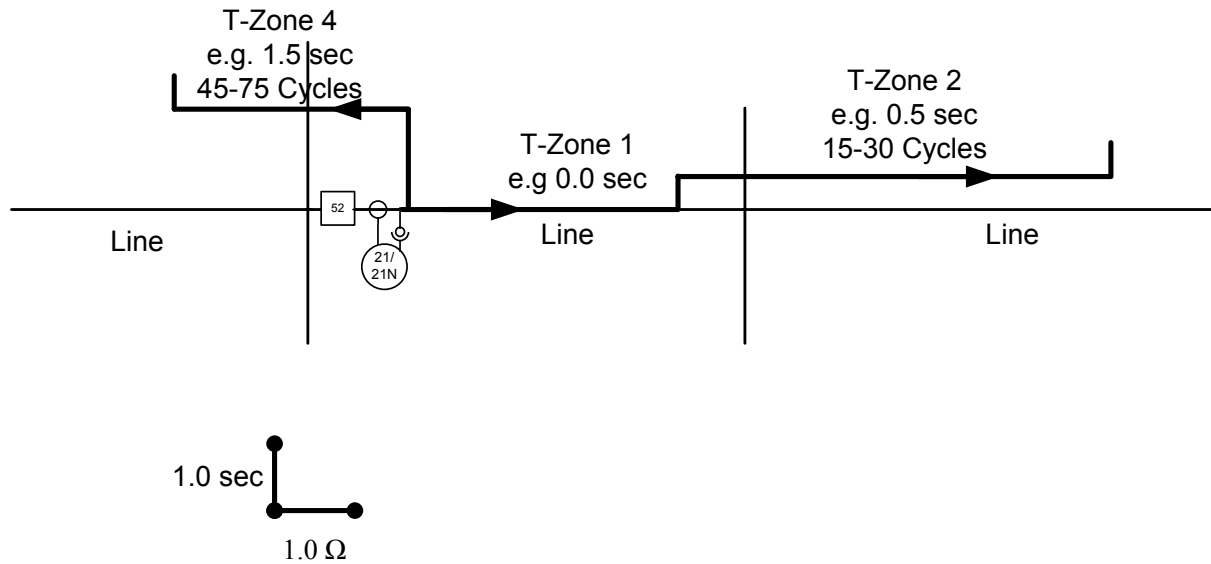 T-Zone 4
e.g. 1.5 sec
45-75 Cycles
T-Zone 2
e.g. 0.5 sec
15-30 Cycles
T-Zone 1
e.g 0.0 sec
52
Line
Line
Line
21/
21N
1.0 sec
1.0 Ω